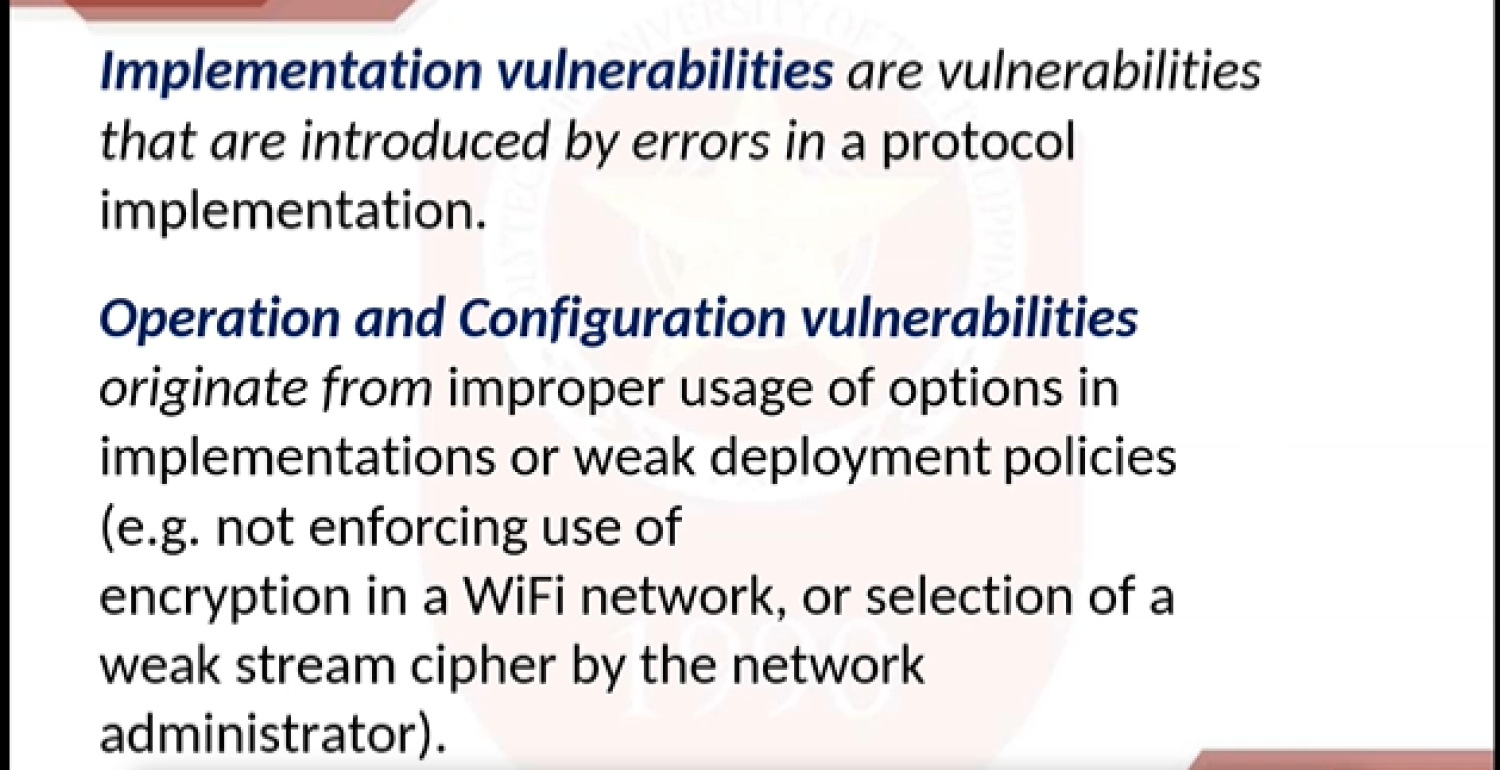 Implementation vulnerabilities are vulnerabilities
that are introduced by errors in a protocol
implementation.
Operation and Configuration vulnerabilities
originate from improper usage of options in
implementations or weak deployment policies
(e.g. not enforcing use of
encryption in a WiFi network, or selection of a
weak stream cipher by the network
administrator).
1990